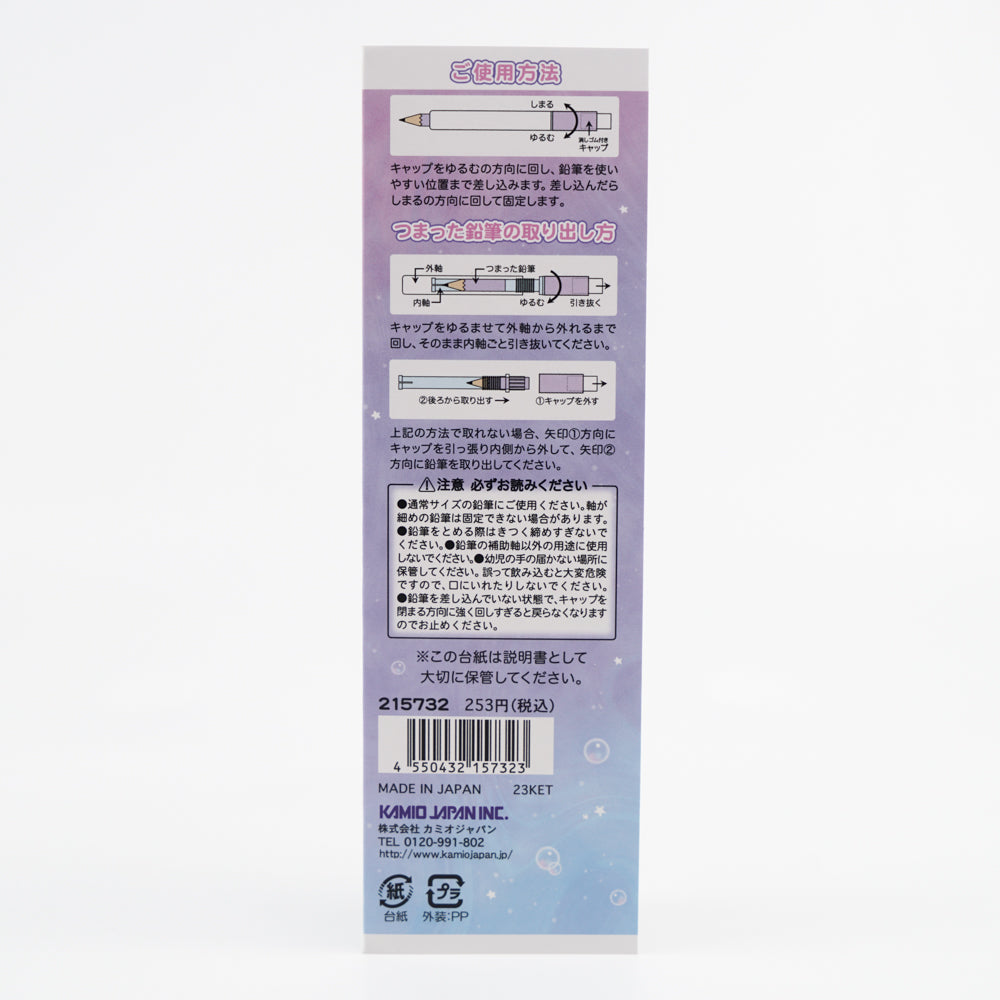 ご使用方法
しまる
ゆるむ
消しゴム付き
キャップ
キャップをゆるむの方向に回し、鉛筆を使い
やすい位置まで差し込みます。差し込んだら
しまるの方向に回して固定します。
つまった鉛筆の取り出し方
外軸
つまった鉛筆
内軸
ゆるむ
引き抜く
キャップをゆるませて外軸から外れるまで
回し、そのまま内軸ごと引き抜いてください。
②後ろから取り出す
①キャップを外す
上記の方法で取れない場合、矢印①方向に
キャップを引っ張り内側から外して、矢印②
方向に鉛筆を取り出してください。
注意 必ずお読みください
●通常サイズの鉛筆にご使用ください。軸が
細めの鉛筆は固定できない場合があります。
●鉛筆をとめる際はきつく締めすぎないで
ください。●鉛筆の補助軸以外の用途に使用
しないでください。●幼児の手の届かない場所に
保管してください。誤って飲み込むと大変危険
ですので、口にいれたりしないでください。
●鉛筆を差し込んでいない状態で、キャップを
閉まる方向に強く回しすぎると戻らなくなります
のでお止めください。
※この台紙は説明書として
大切に保管してください。
215732 253円(税込)
4 550432 157323
MADE IN JAPAN 23KET
KAMIO JAPAN INC.
株式会社 カミオジャパン
TEL 0120-991-802
http://www.kamiojapan.jp/
紙 プラ
台紙 外装:PP